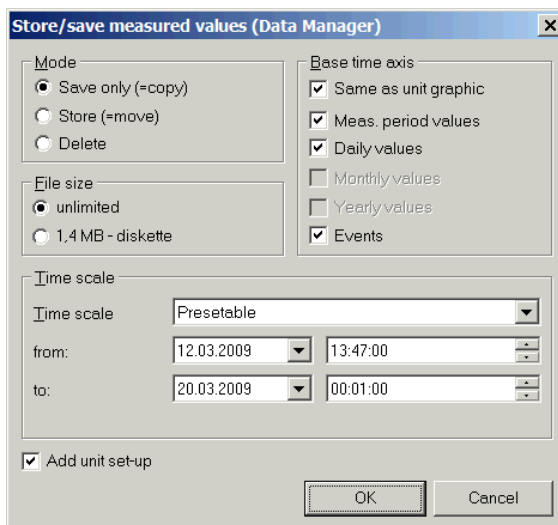 Store/save measured values (Data Manager)
Mode
Save only (=copy)
Store (=move)
Delete
File size
unlimited
1,4 MB - diskette
Base time axis
Same as unit graphic
Meas. period values
Daily values
Monthly values
Yearly values
Events
Time scale
Time scale
Presetable
from:
12.03.2009
13:47:00
to:
20.03.2009
00:01:00
Add unit set-up
OK
Cancel